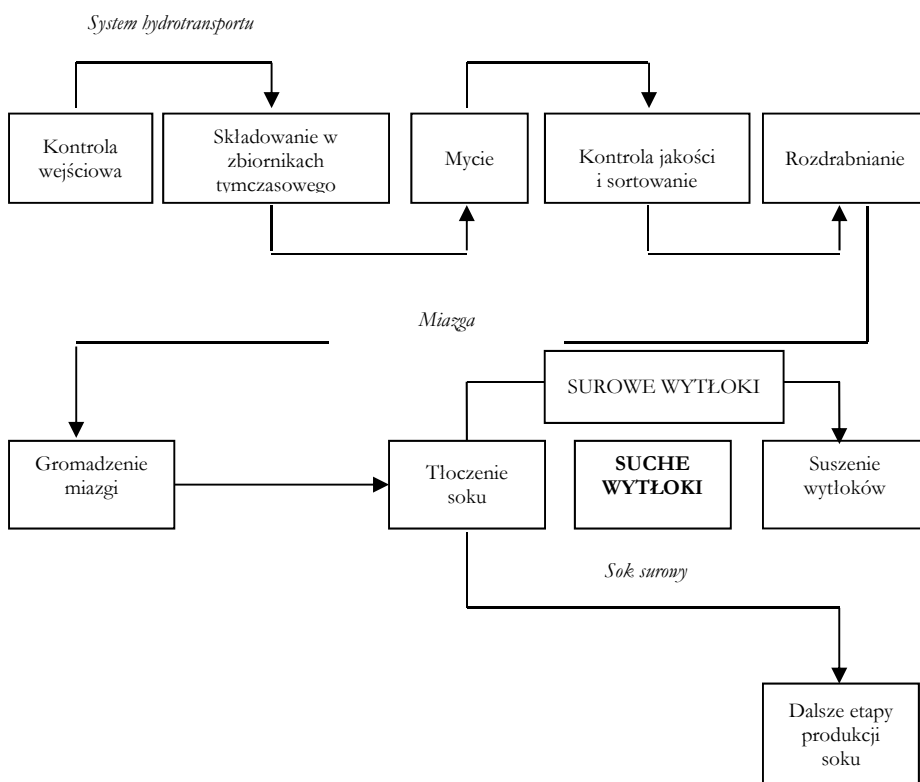 System hydrotransportu
Kontrola
wejściowa
Składowanie w
zbiornikach
tymczasowego
Mycie
Kontrola jakości
i sortowanie
Rozdrabnianie
Miazga
SUROWE WYTŁOKI
Gromadzenie
miazgi
Tłoczenie
soku
SUCHE
WYTŁOKI
Suszenie
wytłoków
Sok surowy
Dalsze etapy
produkcji
soku